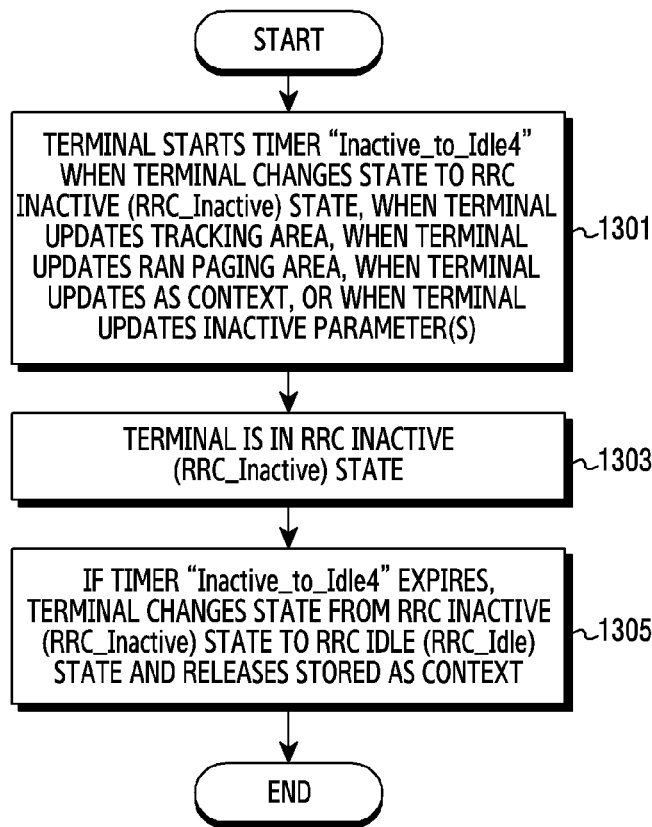 START
TERMINAL STARTS TIMER “Inactive_to_Idle4”
WHEN TERMINAL CHANGES STATE TO RRC
INACTIVE (RRC_Inactive) STATE, WHEN TERMINAL
UPDATES TRACKING AREA, WHEN TERMINAL
UPDATES RAN PAGING AREA, WHEN TERMINAL
UPDATES AS CONTEXT, OR WHEN TERMINAL
UPDATES INACTIVE PARAMETER(S)
1301
TERMINAL IS IN RRC INACTIVE
(RRC_Inactive) STATE
1303
IF TIMER “Inactive_to_Idle4” EXPIRES,
TERMINAL CHANGES STATE FROM RRC INACTIVE
(RRC_Inactive) STATE TO RRC IDLE (RRC_Idle)
STATE AND RELEASES STORED AS CONTEXT
1305
END